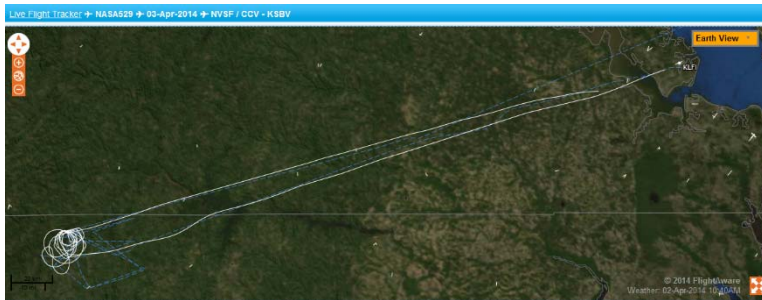 Live Flight Tracker ✈ NASA529 ✈ 03-Apr-2014 ✈ NVSF / CCV - KSBV
Earth View
KLFI
© 2014 FlightAware
Weather: 02-Apr-2014 10:40AM